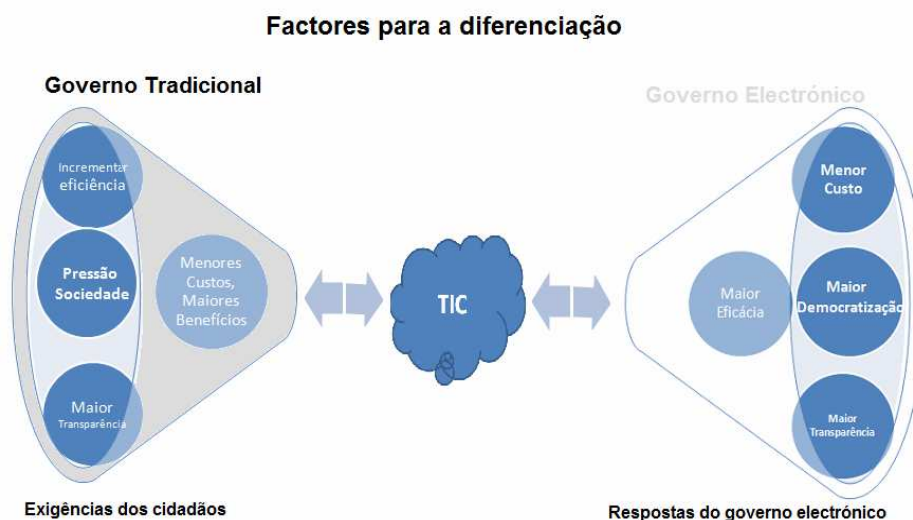 Factores para a diferenciação
Governo Tradicional
Governo Electrónico
Incrementar
eficiência
Pressão
Sociedade
Maior
Transparência
Menores
Custos,
Maiores
Benefícios
TIC
Maior
Eficácia
Menor
Custo
Maior
Democratização
Maior
Transparência
Exigências dos cidadãos
Respostas do governo electrónico